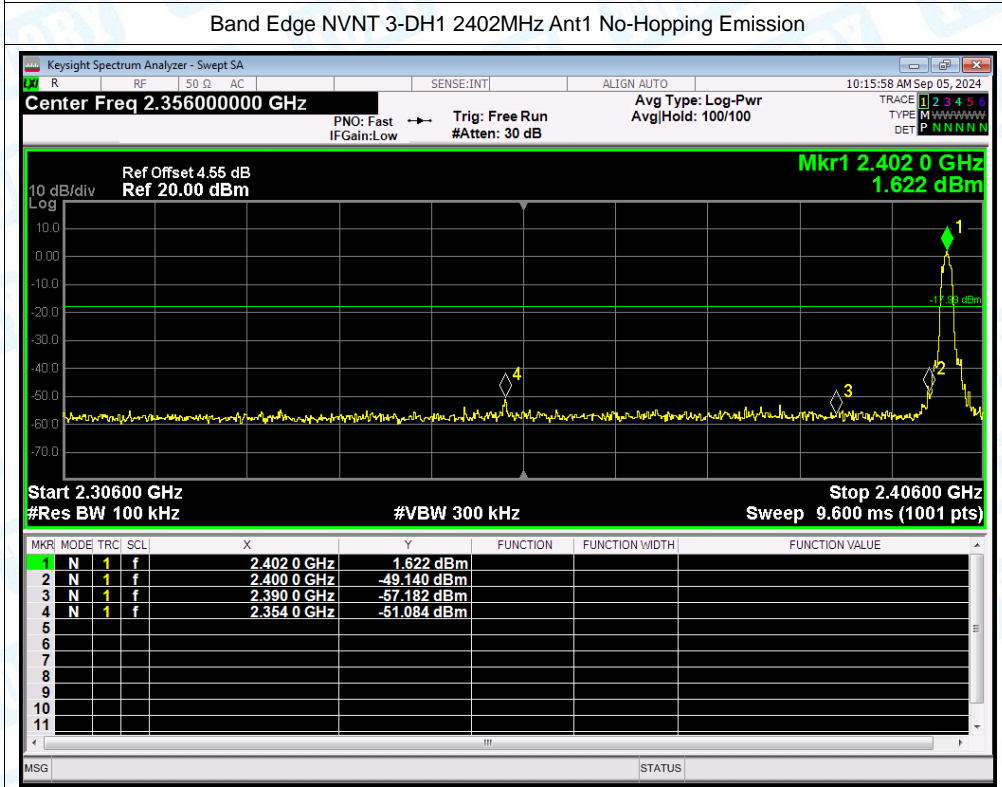 Band Edge NVNT 3-DH1 2402MHz Ant1 No-Hopping Emission
Keysight Spectrum Analyzer - Swept SA
LXI R RF 50 Ω AC SENSE:INT ALIGN AUTO 10:15:58 AM Sep 05, 2024
Center Freq 2.356000000 GHz
PNO: Fast
IFGain:Low
Trig: Free Run
#Atten: 30 dB
Avg Type: Log-Pwr
Avg|Hold: 100/100
TRACE 1 2 3 4 5 6
TYPE M W W W W W
DET P N N N N N
Mkr1 2.402 0 GHz
1.622 dBm
Ref Offset 4.55 dB
10 dB/div Ref 20.00 dBm
Log
10.0
0.00
-10.0
-20.0
-30.0
-40.0
-50.0
-60.0
-70.0
1
-17.99 dBm
4
2
3
Start 2.30600 GHz Stop 2.40600 GHz
#Res BW 100 kHz #VBW 300 kHz Sweep 9.600 ms (1001 pts)
MKR MODE TRC SCL X Y FUNCTION FUNCTION WIDTH FUNCTION VALUE
1 N 1 f 2.402 0 GHz 1.622 dBm
2 N 1 f 2.400 0 GHz -49.140 dBm
3 N 1 f 2.390 0 GHz -57.182 dBm
4 N 1 f 2.354 0 GHz -51.084 dBm
5
6
7
8
9
10
11
MSG STATUS